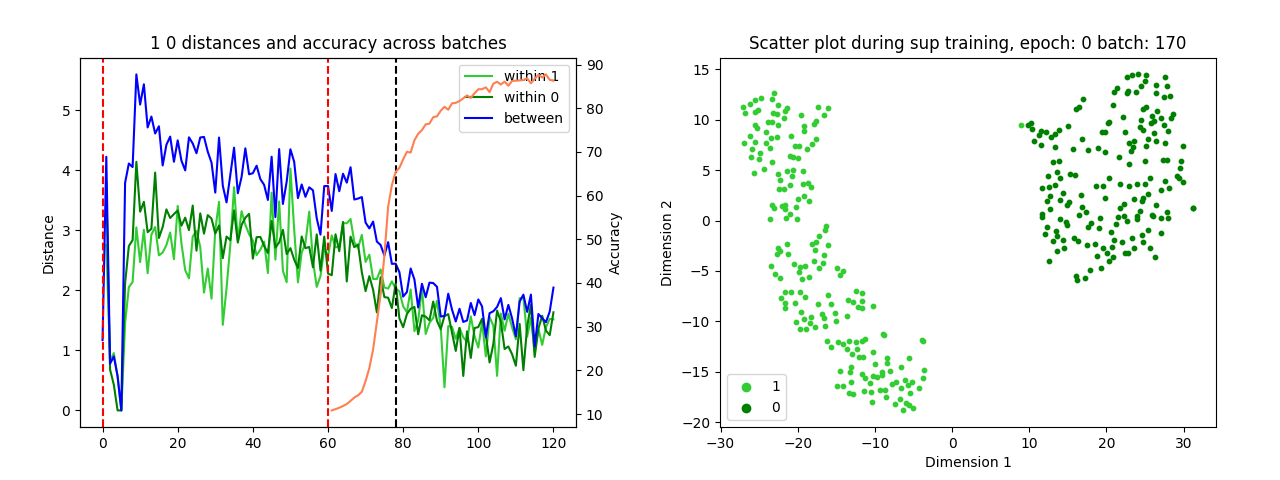 1 0 distances and accuracy across batches
Distance
5
4
3
2
1
0
0 20 40 60 80 100 120
within 1
within 0
between
90
80
70
60
50
40
30
20
10
Accuracy
Scatter plot during sup training, epoch: 0 batch: 170
Dimension 2
15
10
5
0
−5
−10
−15
−20
1
0
−30 −20 −10 0 10 20 30
Dimension 1